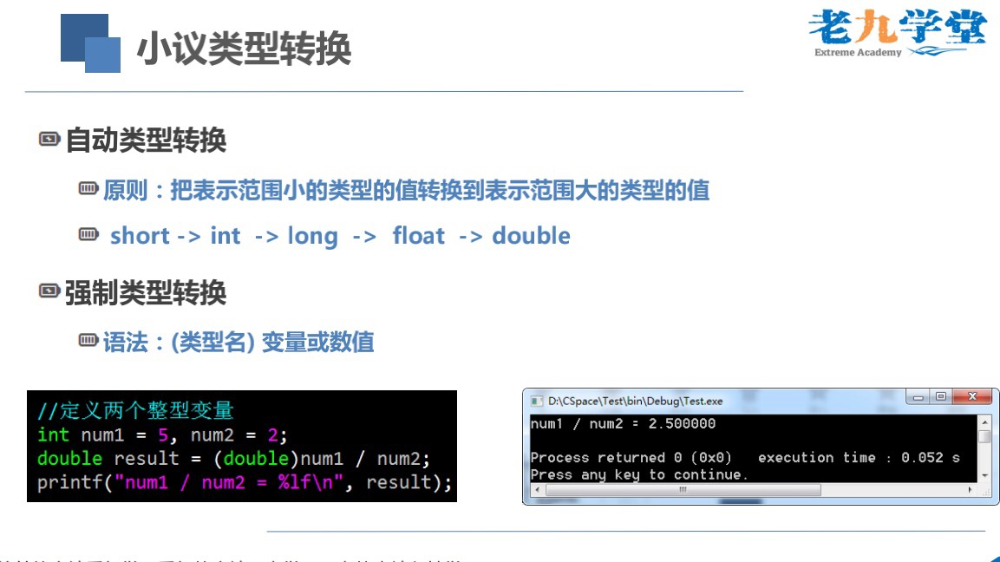 小议类型转换
老九学堂
Extreme Academy
自动类型转换
原则：把表示范围小的类型的值转换到表示范围大的类型的值
short -> int -> long -> float -> double
强制类型转换
语法：(类型名) 变量或数值
//定义两个整型变量
int num1 = 5, num2 = 2;
double result = (double)num1 / num2;
printf("num1 / num2 = %lf\n", result);
D:\CSpace\Test\bin\Debug\Test.exe
num1 / num2 = 2.500000
Process returned 0 (0x0) execution time : 0.052 s
Press any key to continue.